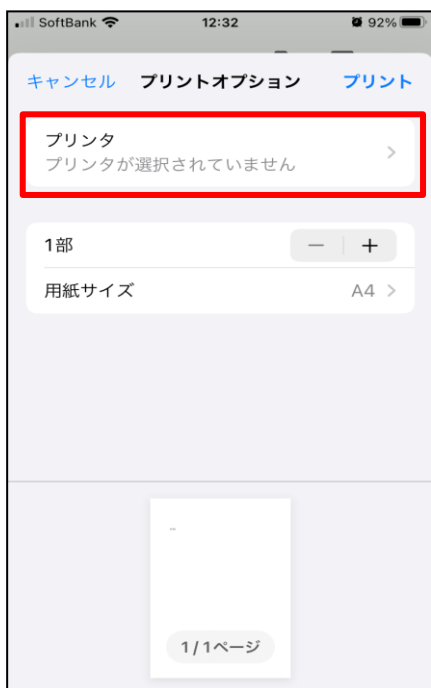 SoftBank 12:32 92%
キャンセル プリントオプション プリント
プリンタ
プリンタが選択されていません
1部 − +
用紙サイズ A4
1/1ページ